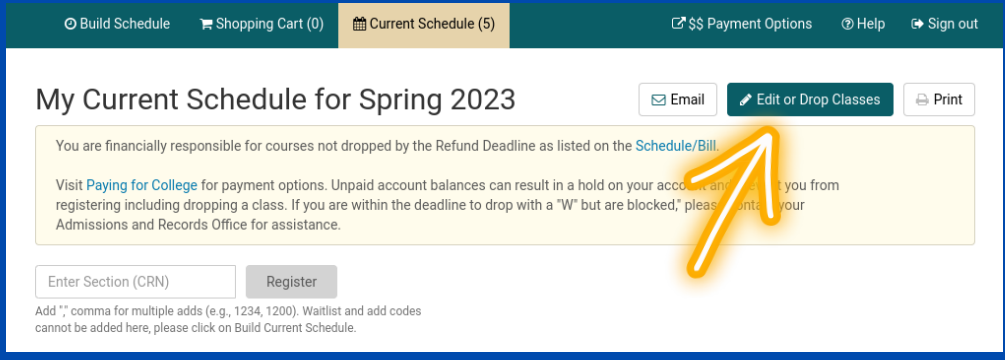 Build Schedule Shopping Cart (0) Current Schedule (5) $$ Payment Options Help Sign out
My Current Schedule for Spring 2023 Email Edit or Drop Classes Print
You are financially responsible for courses not dropped by the Refund Deadline as listed on the Schedule/Bill.
Visit Paying for College for payment options. Unpaid account balances can result in a hold on your you from
registering including dropping a class. If you are within the deadline to drop with a "W" but are blocked," your
Admissions and Records Office for assistance.
Enter Section (CRN) Register
Add "," comma for multiple adds (e.g., 1234, 1200). Waitlist and add codes
cannot be added here, please click on Build Current Schedule.